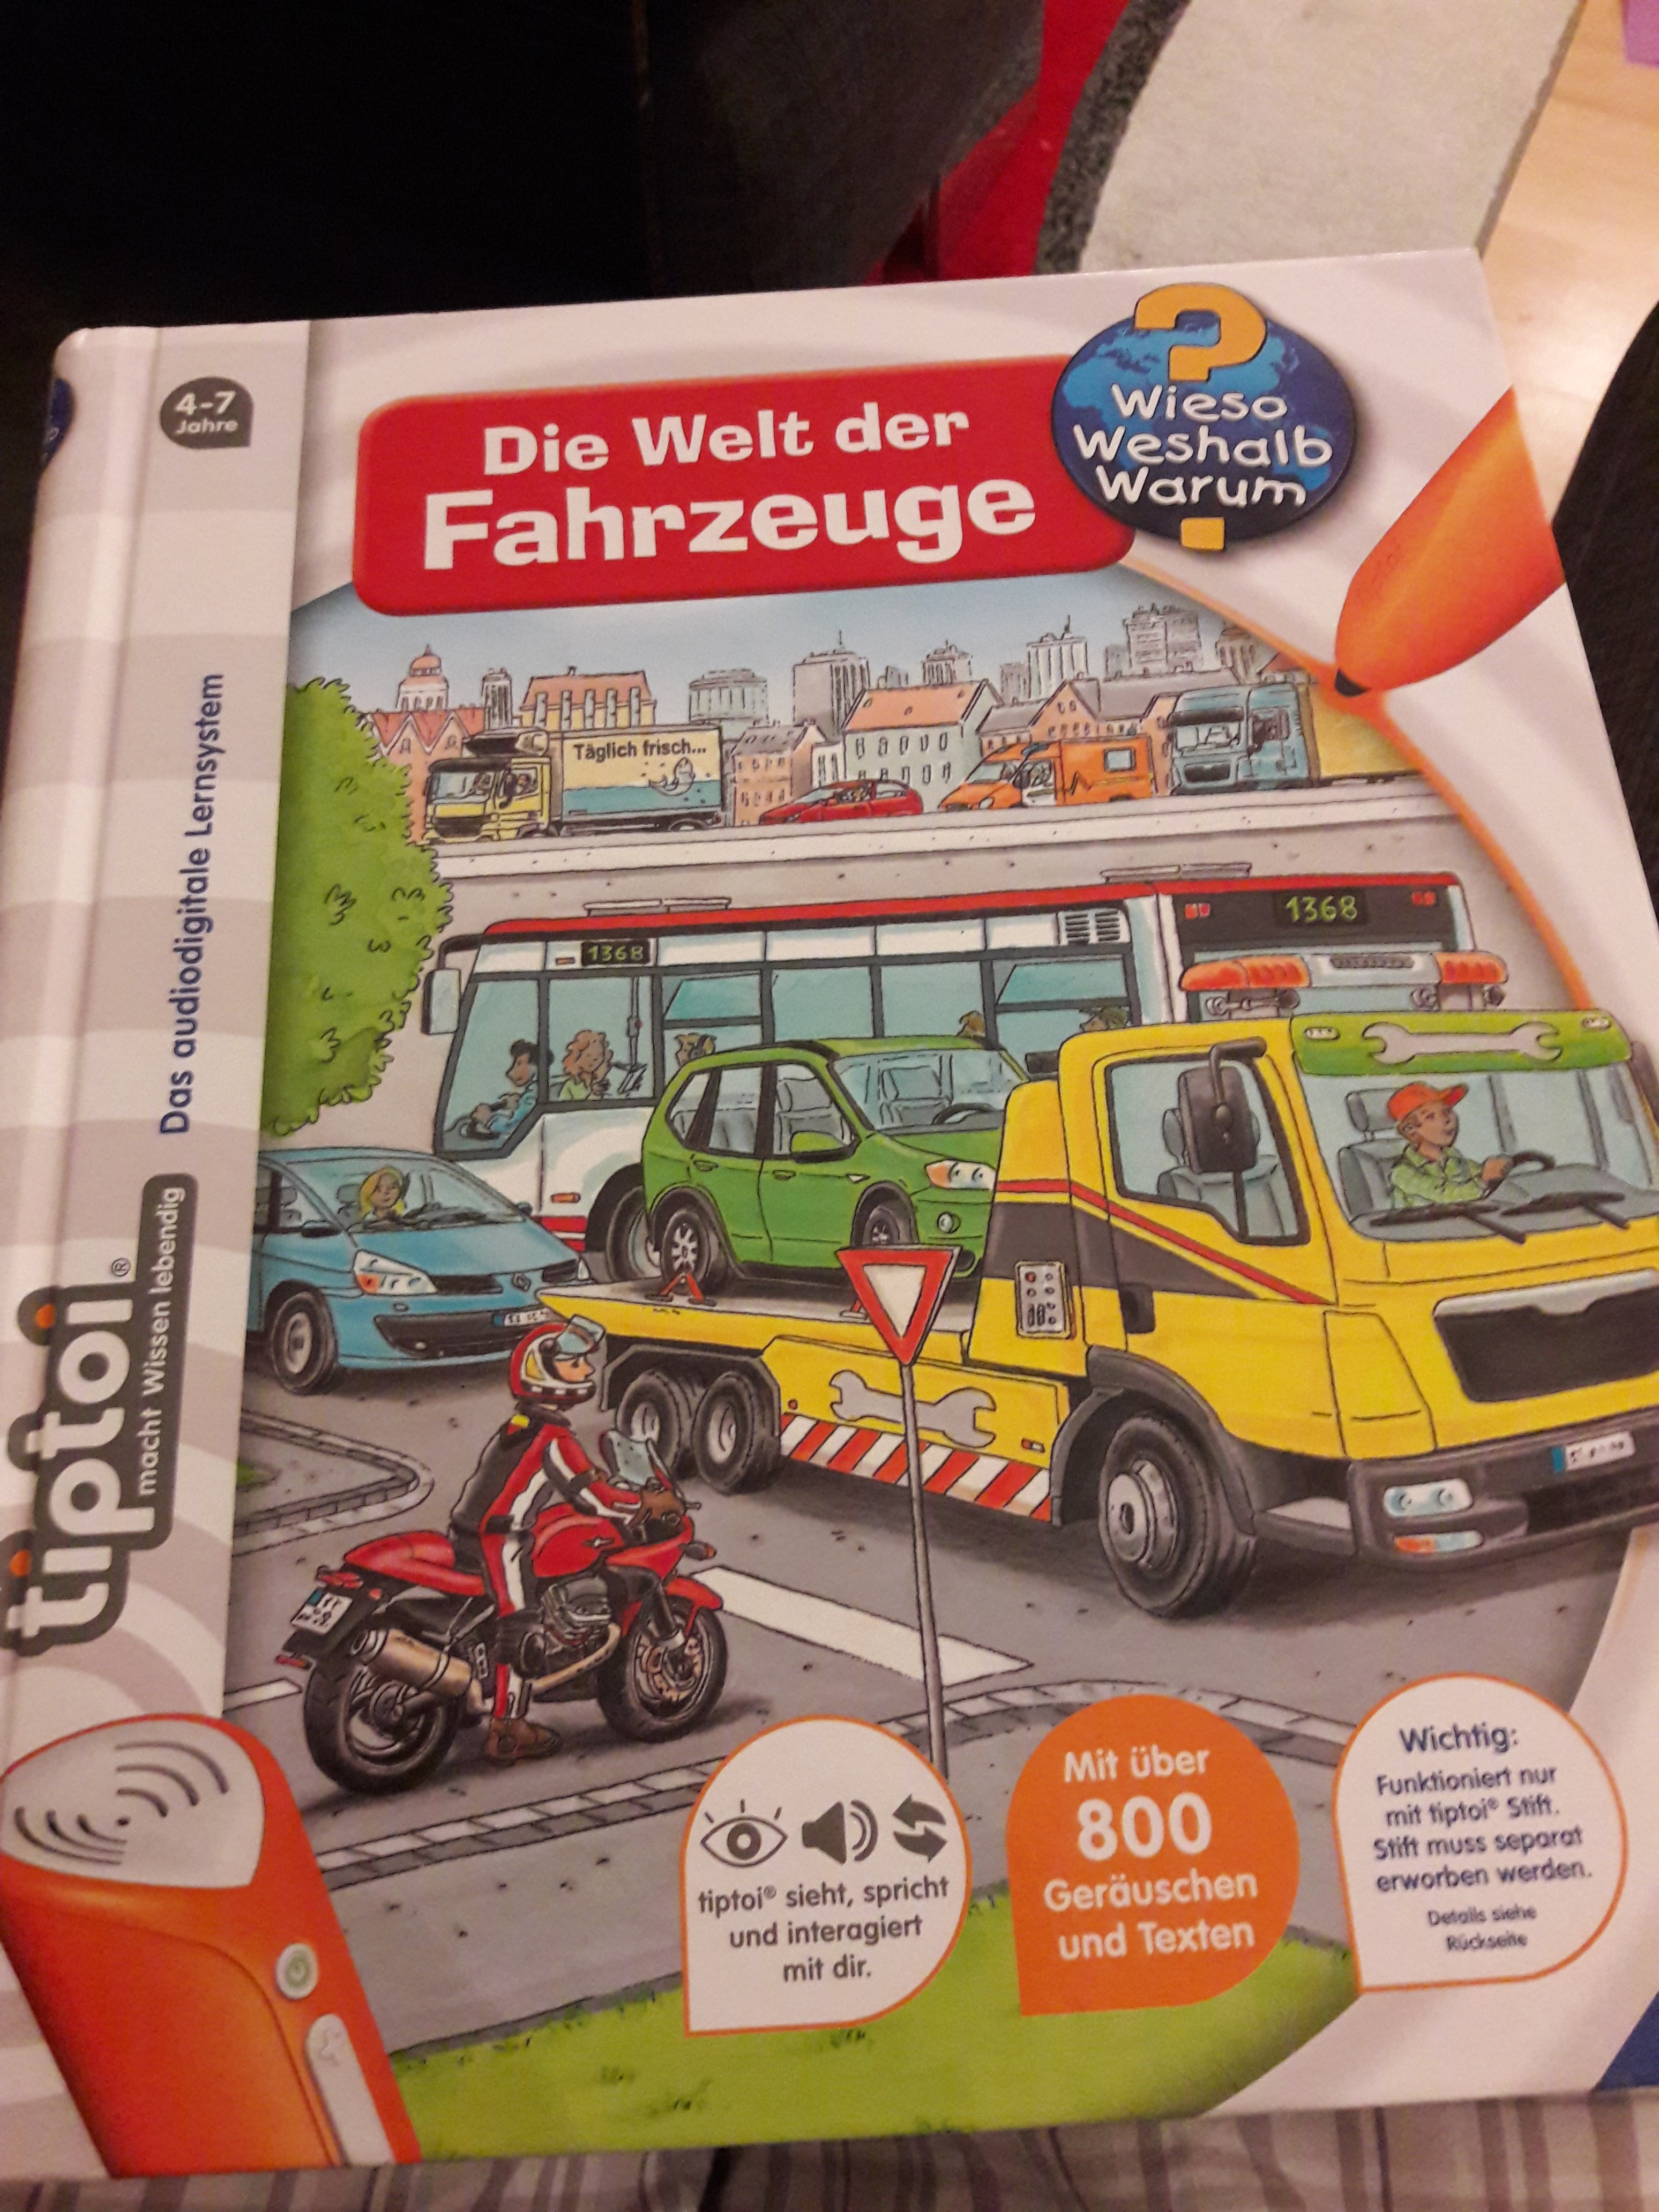 4-7
Jahre
Die Welt der
Fahrzeuge
Wieso
Weshalb
Warum
?
Das audiodigitale Lernsystem
tiptoi®
macht Wissen lebendig
Täglich frisch...
1368
1368
tiptoi® sieht, spricht
und interagiert
mit dir.
Mit über
800
Geräuschen
und Texten
Wichtig:
Funktioniert nur
mit tiptoi® Stift.
Stift muss separat
erworben werden.
Details siehe
Rückseite